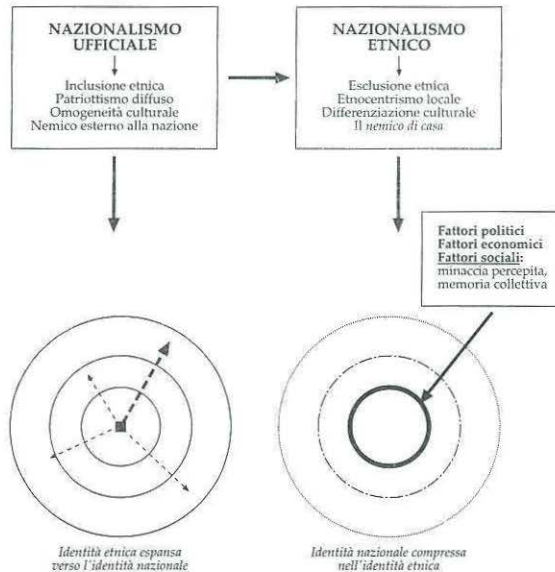 NAZIONALISMO
UFFICIALE
Inclusione etnica
Patriottismo diffuso
Omogeneità culturale
Nemico esterno alla nazione
NAZIONALISMO
ETNICO
Esclusione etnica
Etnocentrismo locale
Differenziazione culturale
Il nemico di casa
Fattori politici
Fattori economici
Fattori sociali:
minaccia percepita,
memoria collettiva
Identità etnica espansa
verso l'identità nazionale
Identità nazionale compressa
nell'identità etnica